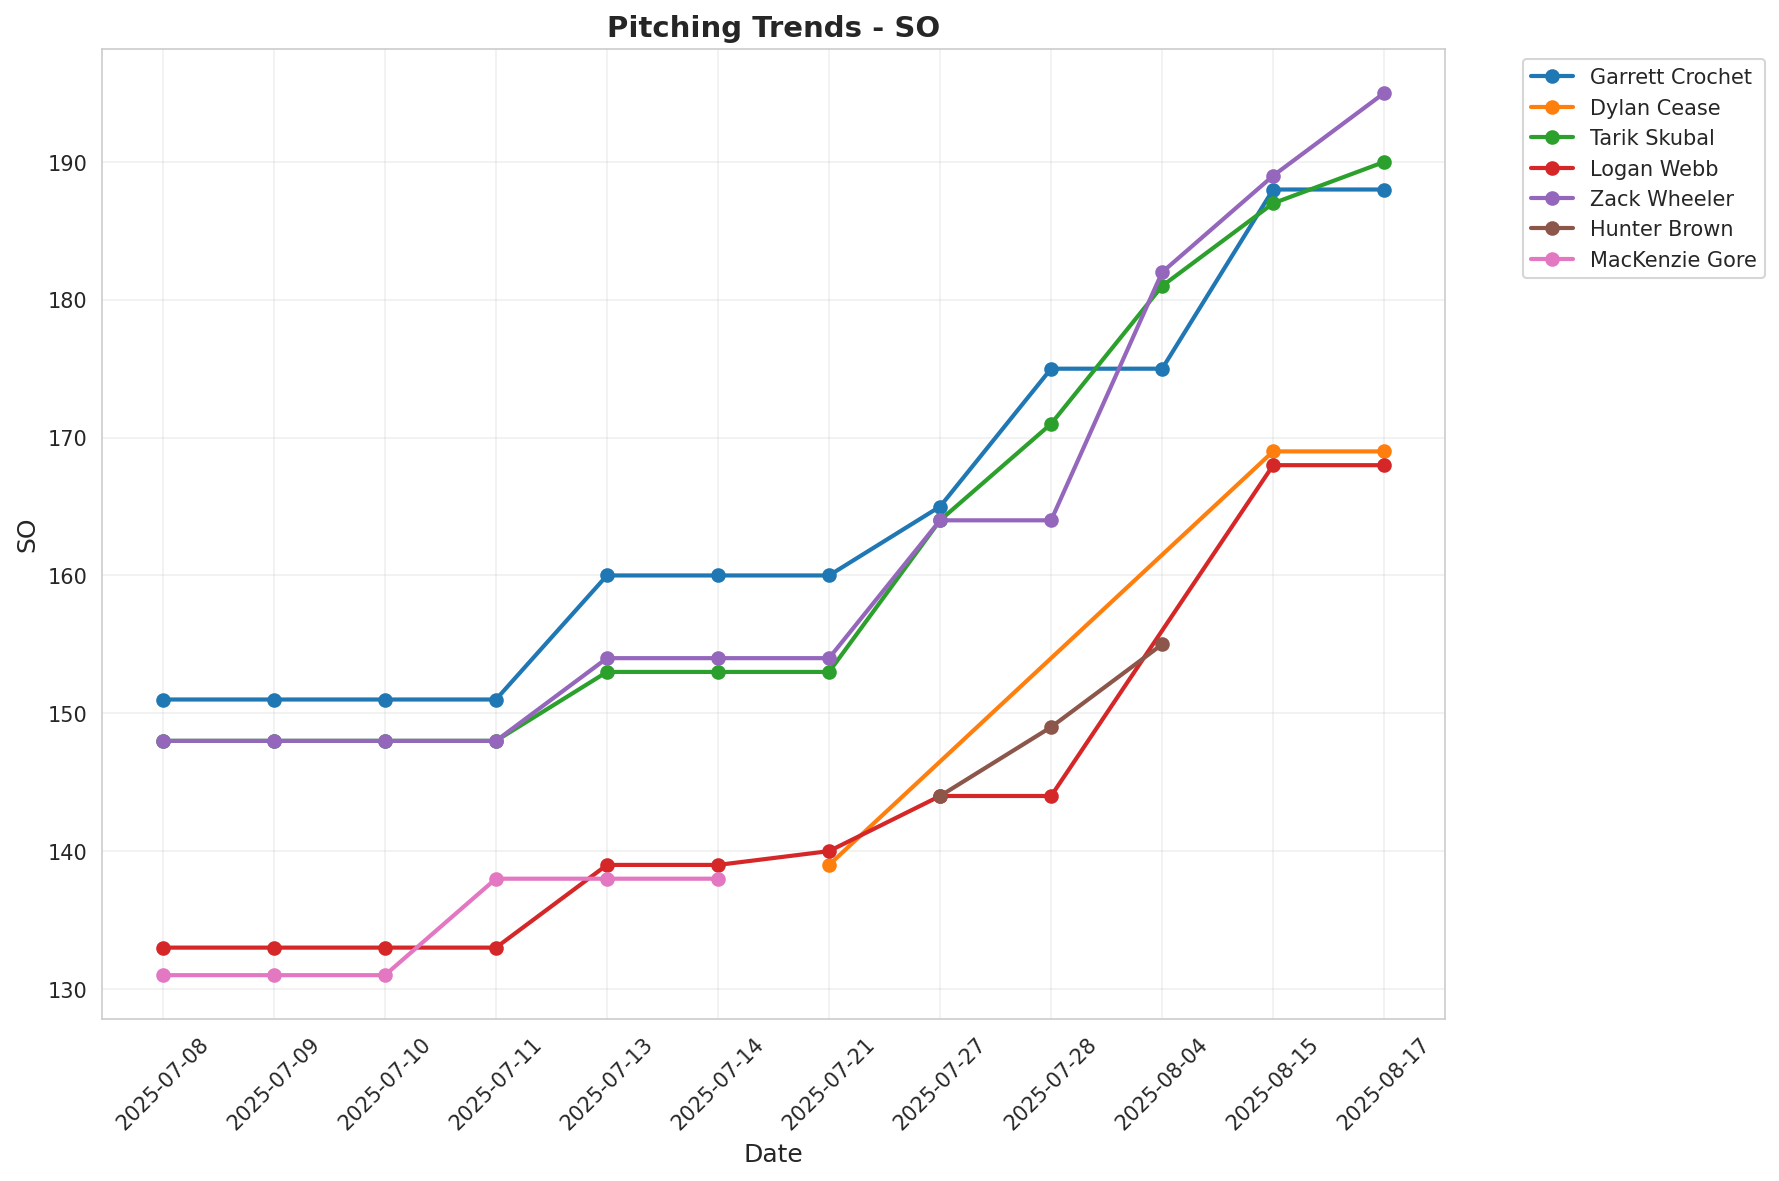 Pitching Trends - SO
Garrett Crochet
Dylan Cease
Tarik Skubal
Logan Webb
Zack Wheeler
Hunter Brown
MacKenzie Gore
SO
190
180
170
160
150
140
130
2025-07-08
2025-07-09
2025-07-10
2025-07-11
2025-07-13
2025-07-14
2025-07-21
2025-07-27
2025-07-28
2025-08-04
2025-08-15
2025-08-17
Date